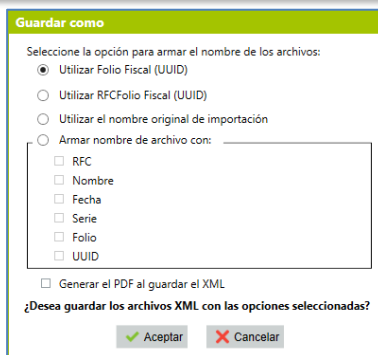 Guardar como
Seleccione la opción para armar el nombre de los archivos:
Utilizar Folio Fiscal (UUID)
Utilizar RFCFolio Fiscal (UUID)
Utilizar el nombre original de importación
Armar nombre de archivo con:
RFC
Nombre
Fecha
Serie
Folio
UUID
Generar el PDF al guardar el XML
¿Desea guardar los archivos XML con las opciones seleccionadas?
Aceptar Cancelar